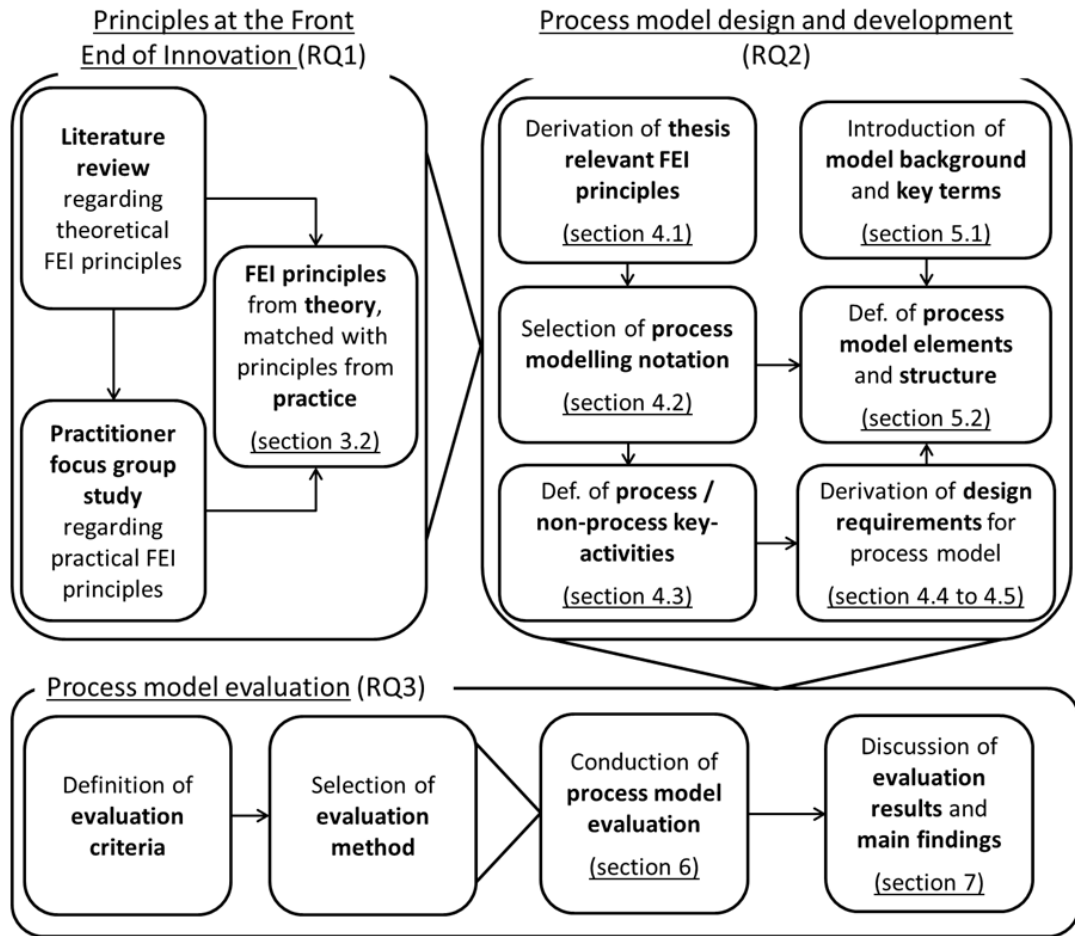 Principles at the Front
End of Innovation (RQ1)
Literature
review
regarding
theoretical
FEI principles
FEI principles
from theory,
matched with
principles from
practice
(section 3.2)
Practitioner
focus group
study
regarding
practical FEI
principles
Process model design and development
(RQ2)
Derivation of thesis
relevant FEI
principles
(section 4.1)
Introduction of
model background
and key terms
(section 5.1)
Selection of process
modelling notation
(section 4.2)
Def. of process
model elements
and structure
(section 5.2)
Def. of process /
non-process key-
activities
(section 4.3)
Derivation of design
requirements for
process model
(section 4.4 to 4.5)
Process model evaluation (RQ3)
Definition of
evaluation
criteria
Selection of
evaluation
method
Conduction of
process model
evaluation
(section 6)
Discussion of
evaluation
results and
main findings
(section 7)